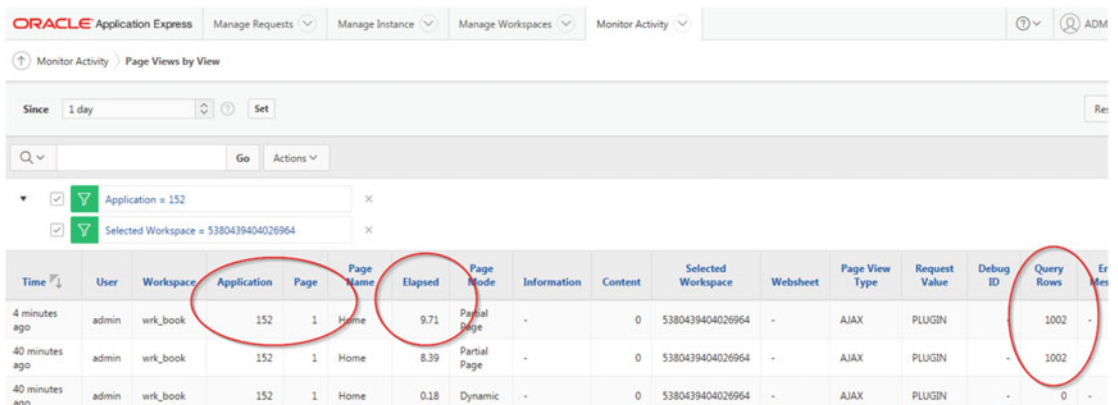 ORACLE Application Express Manage Requests Manage Instance Manage Workspaces Monitor Activity ADM
Monitor Activity Page Views by View
Since 1 day Set
Go Actions
Application = 152
Selected Workspace = 5380439404026964
Time User Workspace Application Page Page Name Elapsed Page Mode Information Content Selected Workspace Websheet Page View Type Request Value Debug ID Query Rows
4 minutes ago admin wrk_book 152 1 Home 9.71 Partial Page - 0 5380439404026964 - AJAX PLUGIN - 1002 -
40 minutes ago admin wrk_book 152 1 Home 8.39 Partial Page - 0 5380439404026964 - AJAX PLUGIN - 1002 -
40 minutes ago admin wrk_book 152 1 Home 0.18 Dynamic - 0 5380439404026964 - AJAX PLUGIN - 0 -